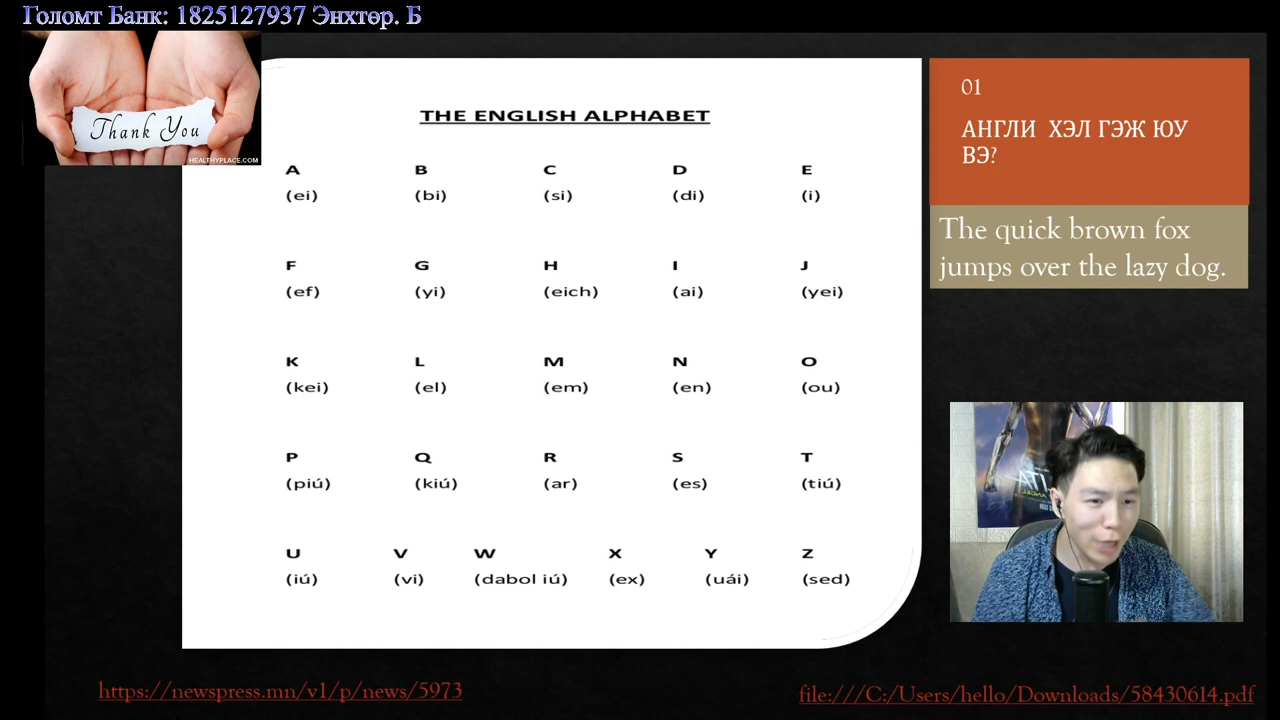 Голомт Банк: 1825127937 Энхтөр. Б
Thank You
HEALTHYPLACE.COM
THE ENGLISH ALPHABET
A B C D E
(ei) (bi) (si) (di) (i)
F G H I J
(ef) (yi) (eich) (ai) (yei)
K L M N O
(kei) (el) (em) (en) (ou)
P Q R S T
(piú) (kiú) (ar) (es) (tiú)
U V W X Y Z
(iú) (vi) (dabol iú) (ex) (uái) (sed)
01
АНГЛИ ХЭЛ ГЭЖ ЮУ
ВЭ?
The quick brown fox
jumps over the lazy dog.
https://newspress.mn/v1/p/news/5973
file:///C:/Users/hello/Downloads/58430614.pdf